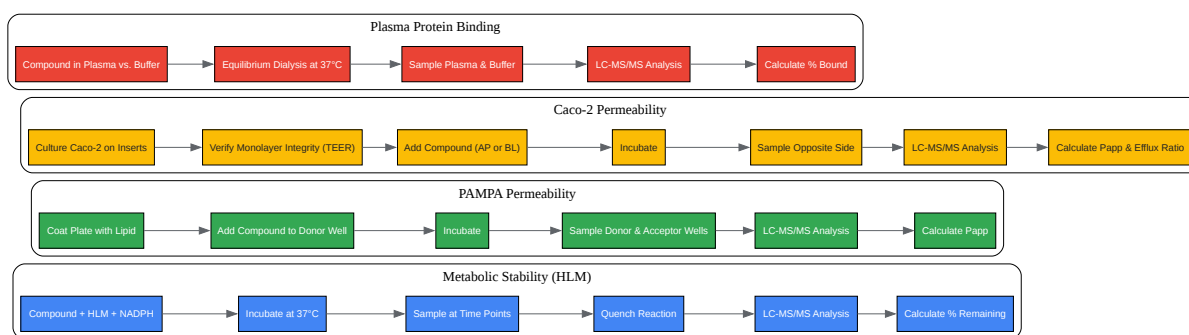 Plasma Protein Binding
Compound in Plasma vs. Buffer
Equilibrium Dialysis at 37°C
Sample Plasma & Buffer
LC-MS/MS Analysis
Calculate % Bound
Caco-2 Permeability
Culture Caco-2 on Inserts
Verify Monolayer Integrity (TEER)
Add Compound (AP or BL)
Incubate
Sample Opposite Side
LC-MS/MS Analysis
Calculate Papp & Efflux Ratio
PAMPA Permeability
Coat Plate with Lipid
Add Compound to Donor Well
Incubate
Sample Donor & Acceptor Wells
LC-MS/MS Analysis
Calculate Papp
Metabolic Stability (HLM)
Compound + HLM + NADPH
Incubate at 37°C
Sample at Time Points
Quench Reaction
LC-MS/MS Analysis
Calculate % Remaining